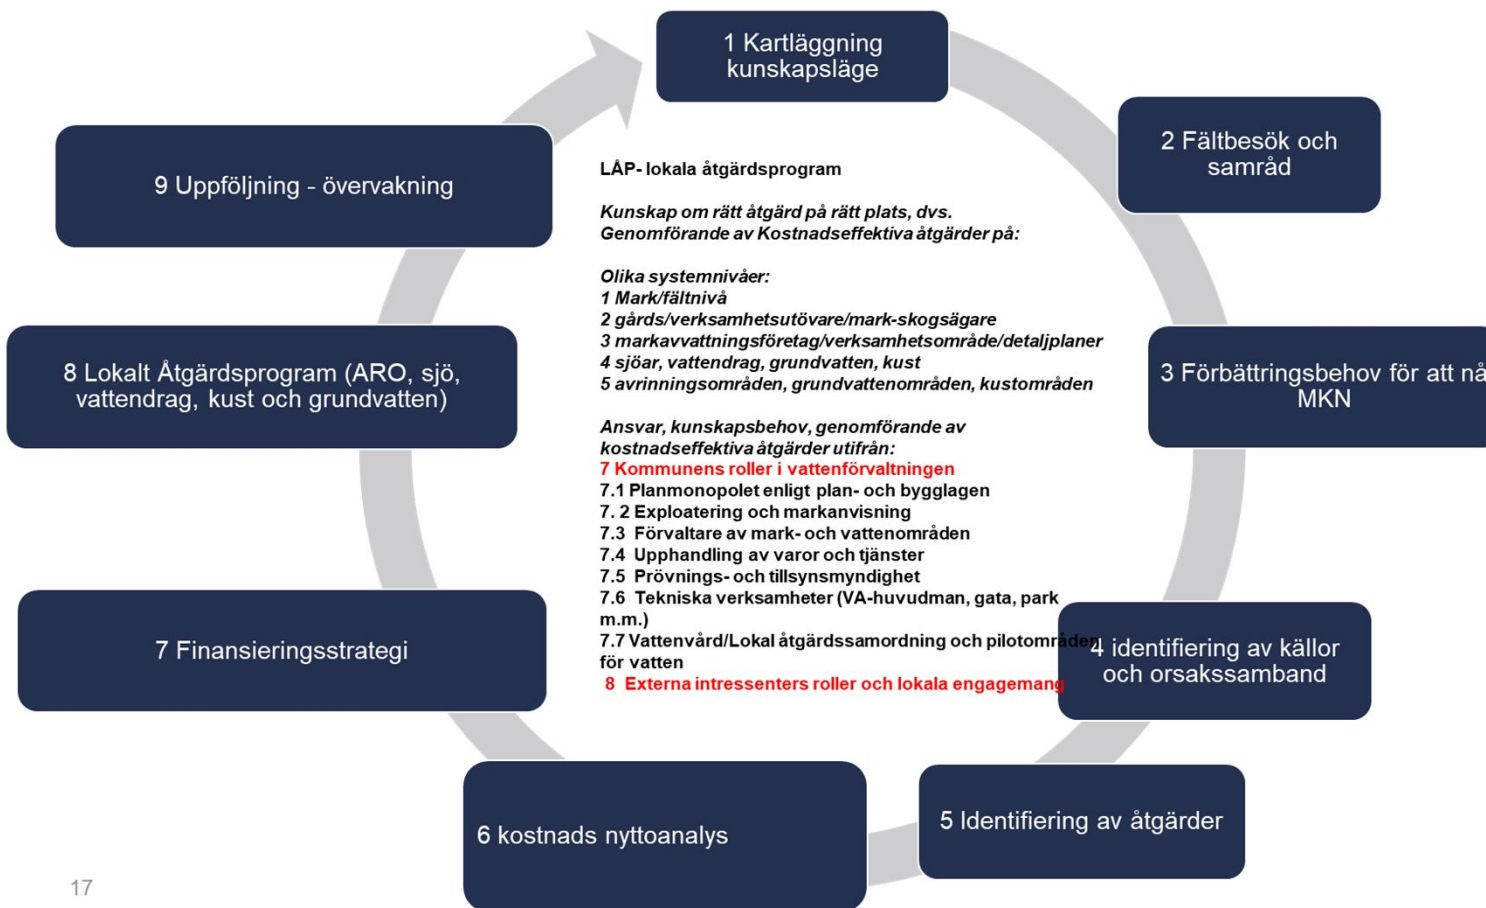 1 Kartläggning
kunskapsläge
2 Fältbesök och
samråd
3 Förbättringsbehov för att nå
MKN
4 identifiering av källor
och orsakssamband
5 Identifiering av åtgärder
6 kostnads nyttoanalys
7 Finansieringsstrategi
8 Lokalt Åtgärdsprogram (ARO, sjö,
vattendrag, kust och grundvatten)
9 Uppföljning - övervakning
LÅP- lokala åtgärdsprogram
Kunskap om rätt åtgärd på rätt plats, dvs.
Genomförande av Kostnadseffektiva åtgärder på:
Olika systemnivåer:
1 Mark/fältnivå
2 gårds/verksamhetsutövare/mark-skogsägare
3 markavvattningsföretag/verksamhetsområde/detaljplaner
4 sjöar, vattendrag, grundvatten, kust
5 avrinningsområden, grundvattenområden, kustområden
Ansvar, kunskapsbehov, genomförande av
kostnadseffektiva åtgärder utifrån:
7 Kommunens roller i vattenförvaltningen
7.1 Planmonopolet enligt plan- och bygglagen
7. 2 Exploatering och markanvisning
7.3 Förvaltare av mark- och vattenområden
7.4 Upphandling av varor och tjänster
7.5 Prövnings- och tillsynsmyndighet
7.6 Tekniska verksamheter (VA-huvudman, gata, park
m.m.)
7.7 Vattenvård/Lokal åtgärdssamordning och pilotområden
för vatten
8 Externa intressenters roller och lokala engagemang
17